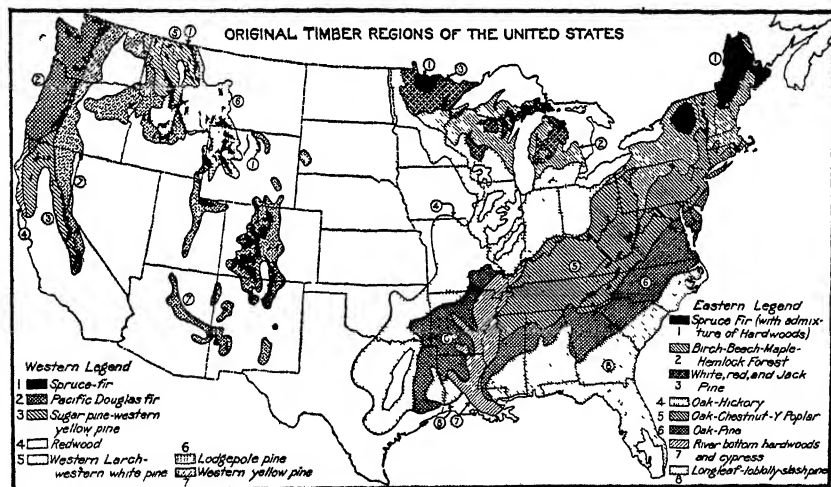 ORIGINAL TIMBER REGIONS OF THE UNITED STATES
Western Legend
1 Spruce-fir
2 Pacific Douglas fir
3 Sugar pine-western
yellow pine
4 Redwood
5 Western Larch-
western white pine
6 Lodgepole pine
7 Western yellow pine
Eastern Legend
1 Spruce Fir (with admix-
ture of Hardwoods)
2 Birch-Beech-Maple-
Hemlock Forest
3 White, red, and Jack
Pine
4 Oak-Hickory
5 Oak-Chestnut-Y Poplar
6 Oak-Pine
7 River bottom hardwoods
and cypress
8 Longleaf-loblolly-slash pine